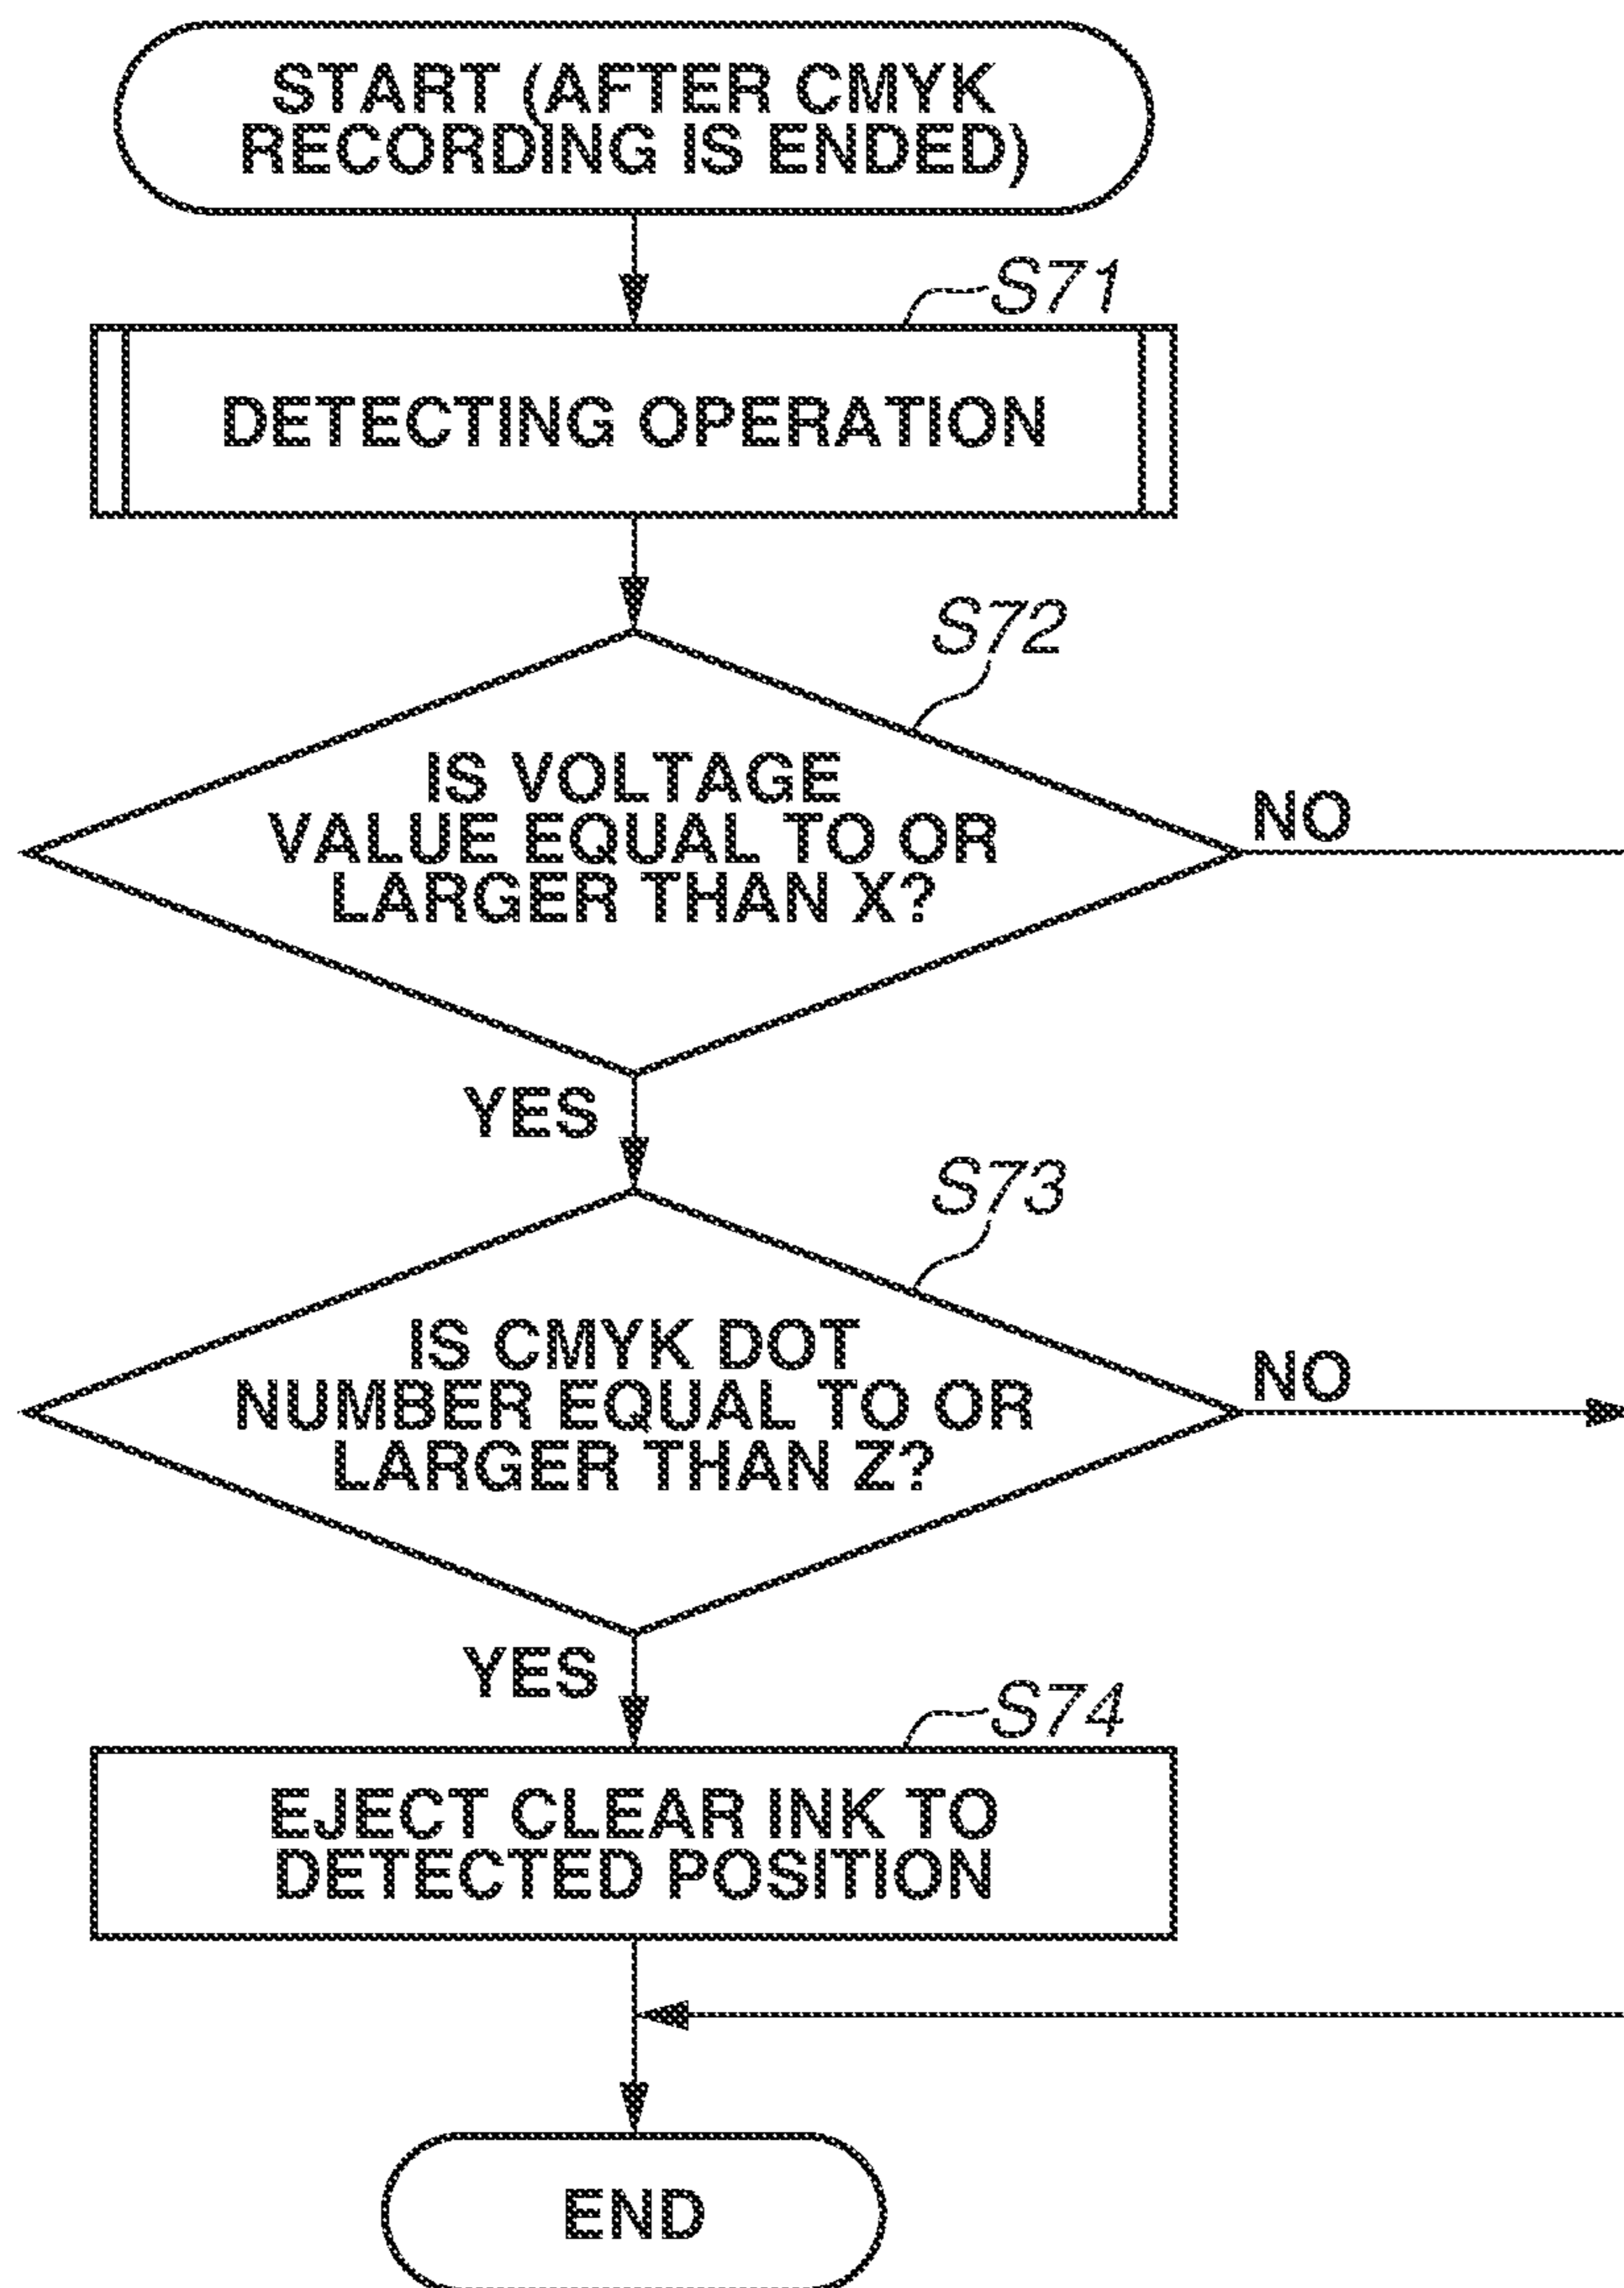 START (AFTER CMYK
RECORDING IS ENDED)
S71
DETECTING OPERATION
S72
IS VOLTAGE
VALUE EQUAL TO OR
LARGER THAN X?
NO
YES
S73
IS CMYK DOT
NUMBER EQUAL TO OR
LARGER THAN Z?
NO
YES
S74
EJECT CLEAR INK TO
DETECTED POSITION
END